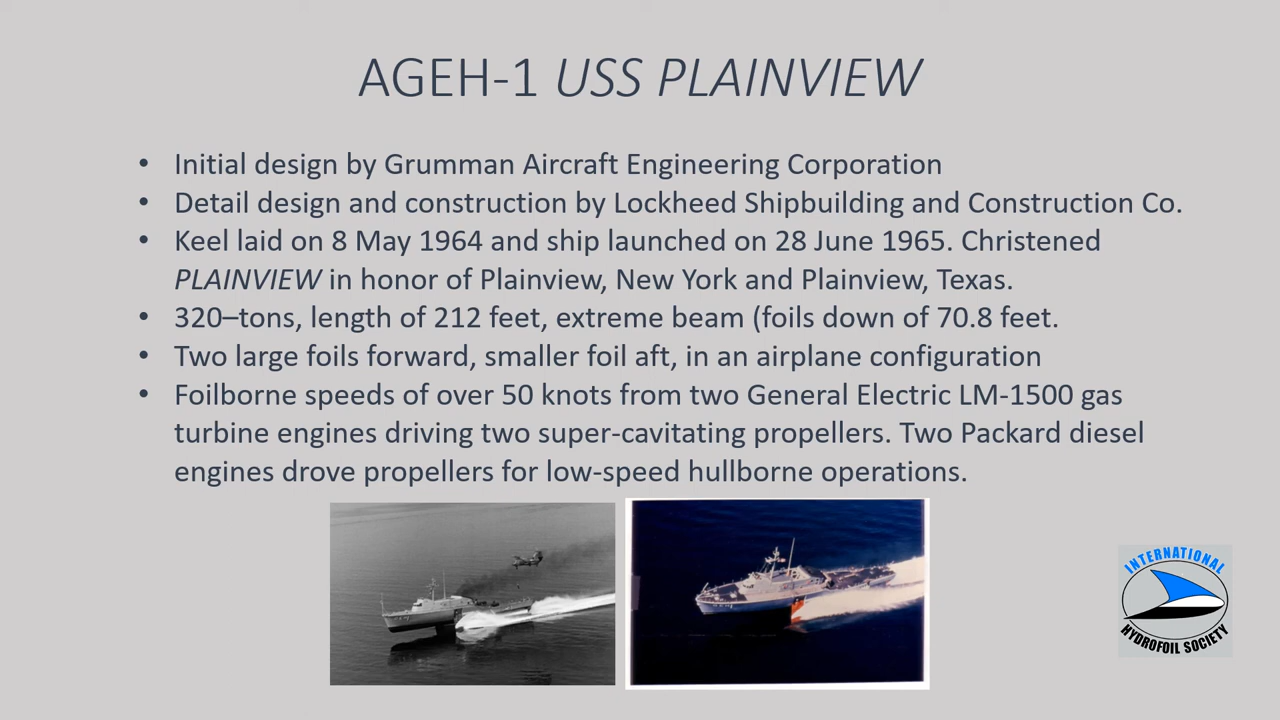 AGEH-1 USS PLAINVIEW
• Initial design by Grumman Aircraft Engineering Corporation
• Detail design and construction by Lockheed Shipbuilding and Construction Co.
• Keel laid on 8 May 1964 and ship launched on 28 June 1965. Christened
PLAINVIEW in honor of Plainview, New York and Plainview, Texas.
• 320–tons, length of 212 feet, extreme beam (foils down of 70.8 feet.
• Two large foils forward, smaller foil aft, in an airplane configuration
• Foilborne speeds of over 50 knots from two General Electric LM-1500 gas
turbine engines driving two super-cavitating propellers. Two Packard diesel
engines drove propellers for low-speed hullborne operations.
INTERNATIONAL
HYDROFOIL SOCIETY